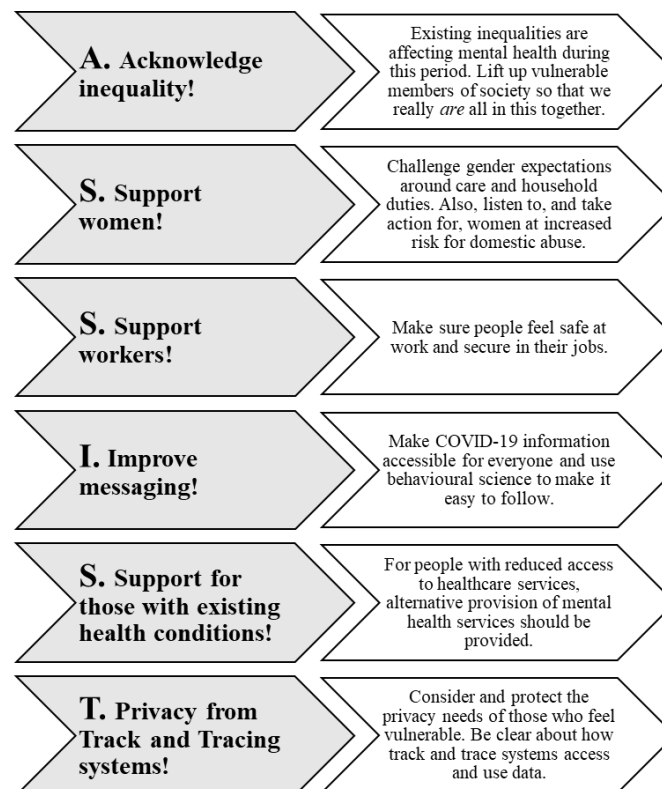 A. Acknowledge
inequality!
Existing inequalities are
affecting mental health during
this period. Lift up vulnerable
members of society so that we
really are all in this together.
S. Support
women!
Challenge gender expectations
around care and household
duties. Also, listen to, and take
action for, women at increased
risk for domestic abuse.
S. Support
workers!
Make sure people feel safe at
work and secure in their jobs.
I. Improve
messaging!
Make COVID-19 information
accessible for everyone and use
behavioural science to make it
easy to follow.
S. Support for
those with existing
health conditions!
For people with reduced access
to healthcare services,
alternative provision of mental
health services should be
provided.
T. Privacy from
Track and Tracing
systems!
Consider and protect the
privacy needs of those who feel
vulnerable. Be clear about how
track and trace systems access
and use data.